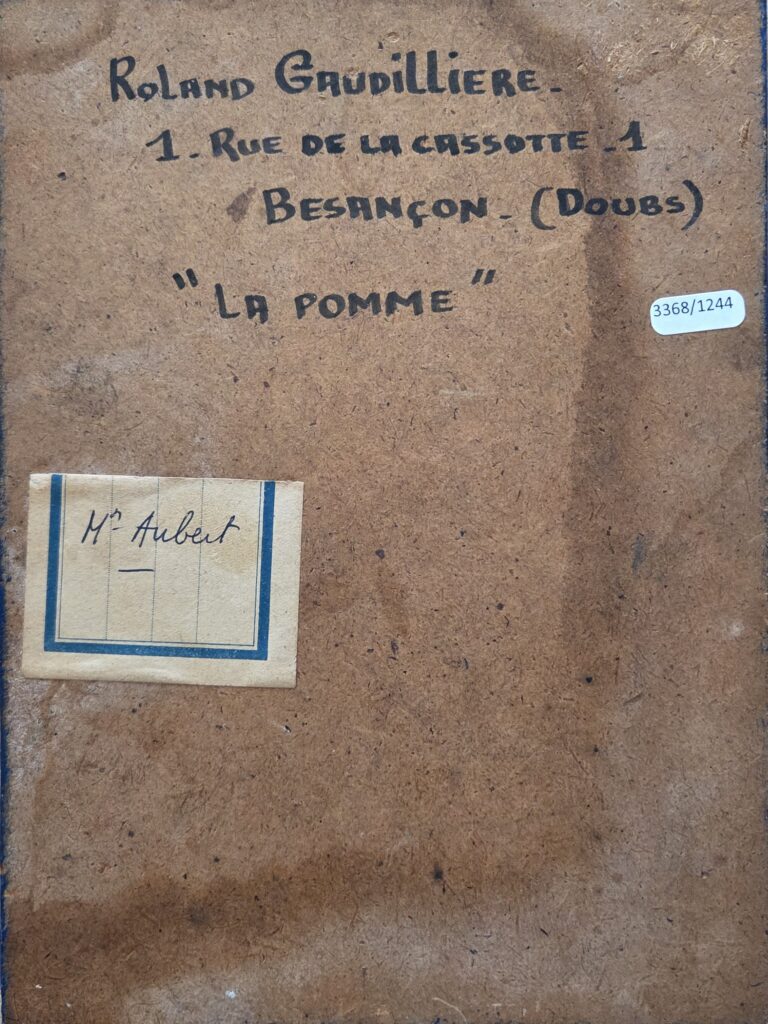 ROLAND GAUDILLIERE.
1. RUE DE LA CASSOTTE. 1
BESANÇON. (DOUBS)
"LA POMME"
3368/1244
Mr Aubert